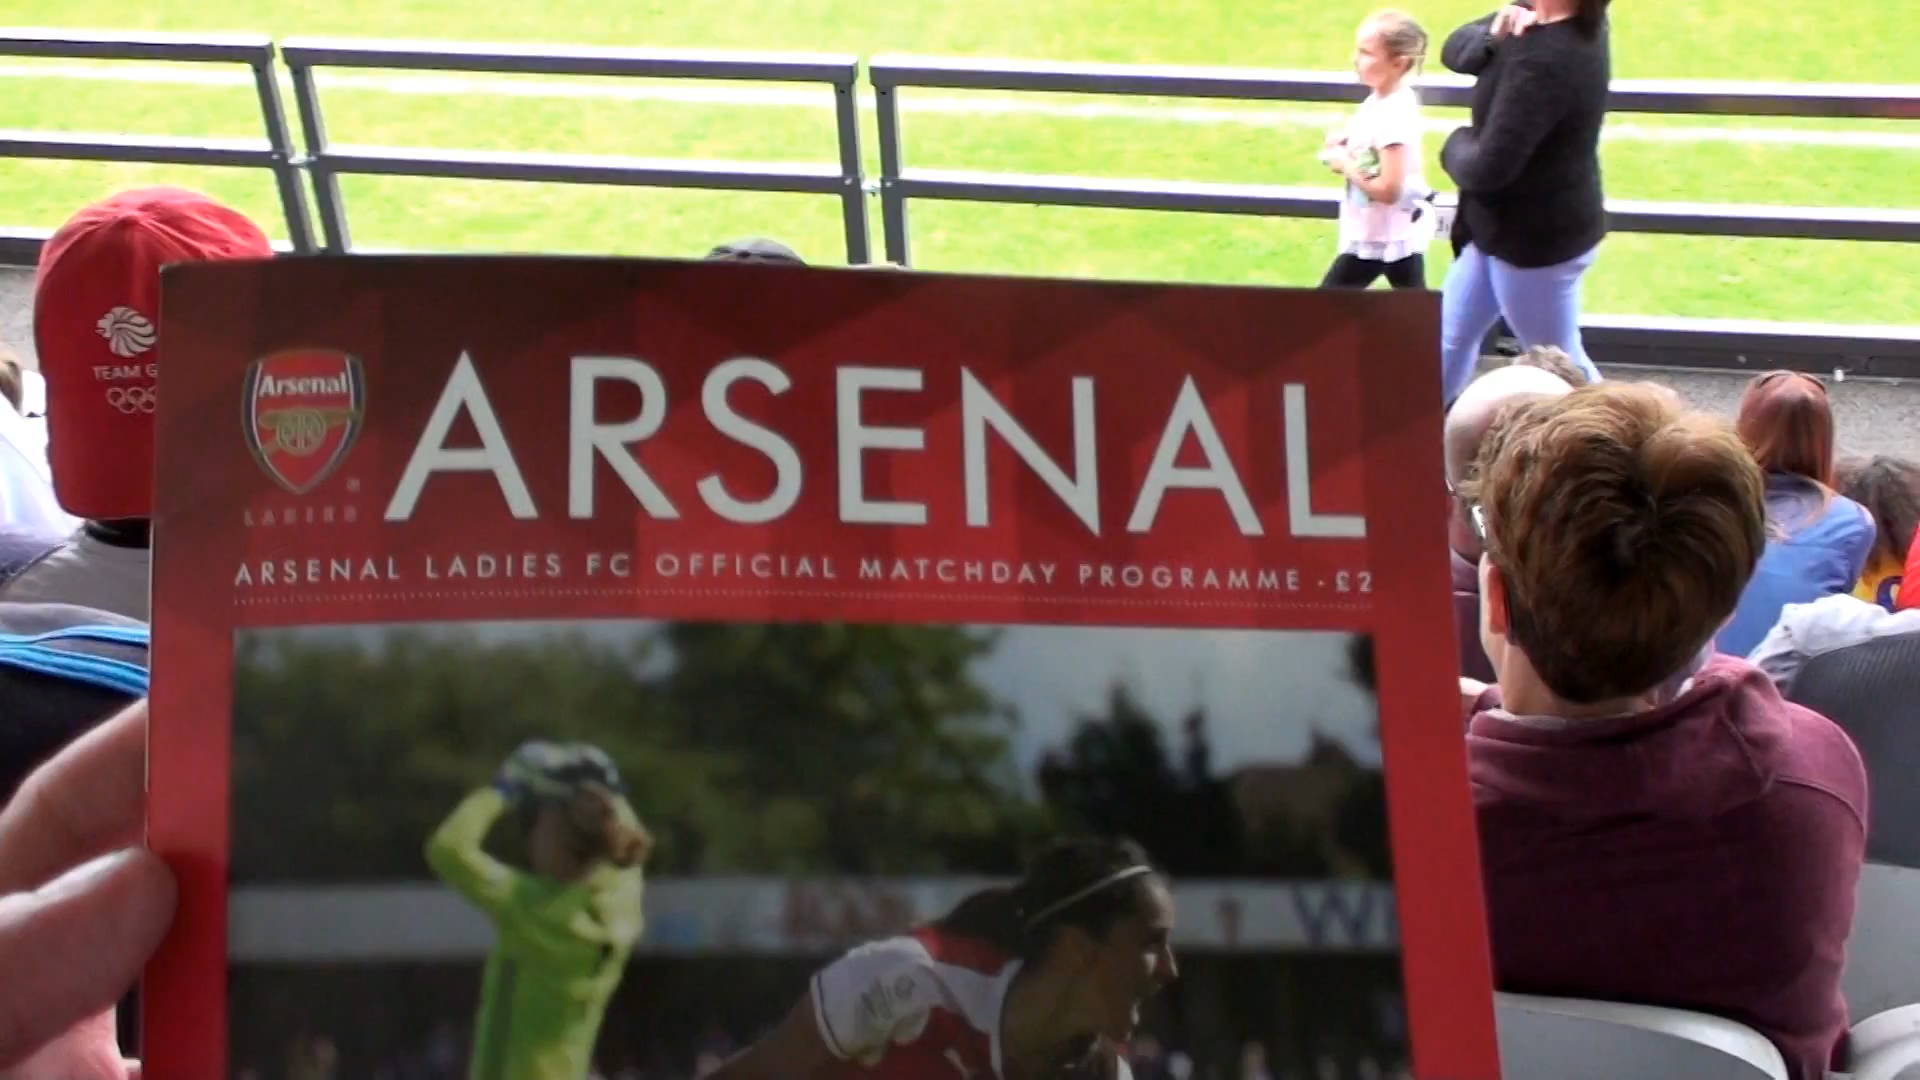 TEAM G
Arsenal
LADIES
ARSENAL
ARSENAL LADIES FC OFFICIAL MATCHDAY PROGRAMME · £2